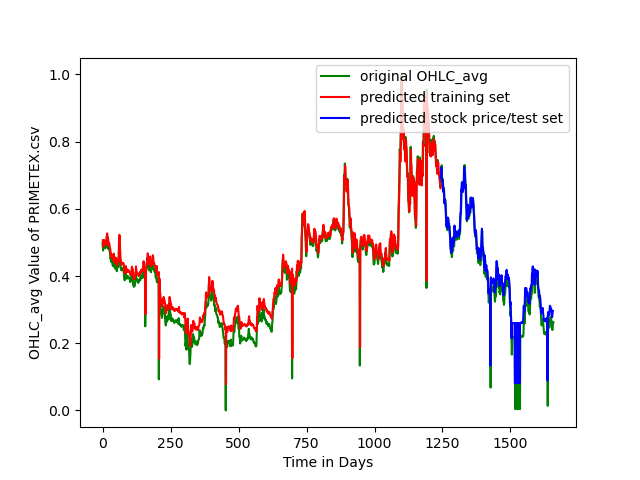 original OHLC_avg
predicted training set
predicted stock price/test set
1.0
0.8
0.6
0.4
0.2
0.0
OHLC_avg Value of PRIMETEX.csv
0 250 500 750 1000 1250 1500
Time in Days